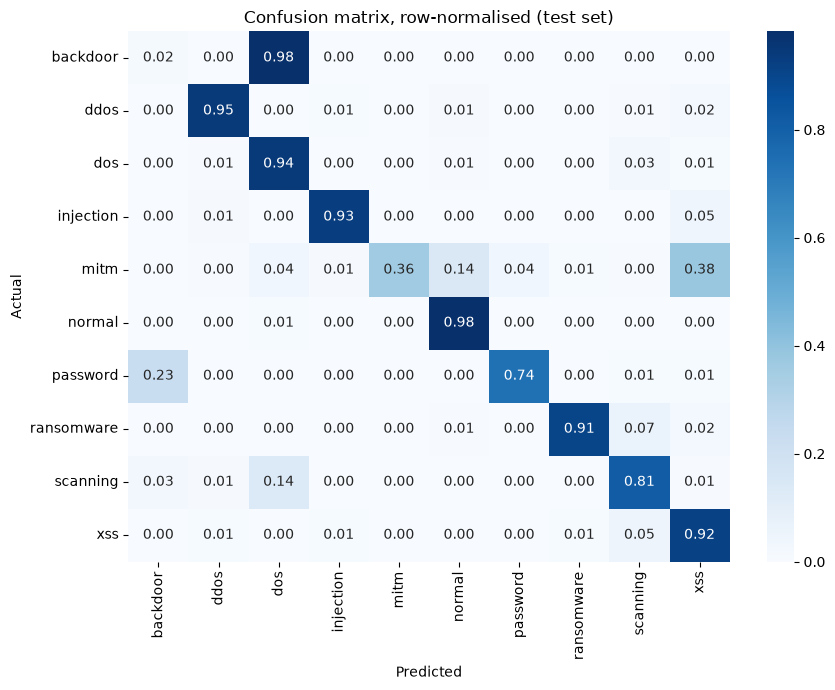 Confusion matrix, row-normalised (test set)
backdoor 0.02 0.00 0.98 0.00 0.00 0.00 0.00 0.00 0.00 0.00
ddos 0.00 0.95 0.00 0.01 0.00 0.01 0.00 0.00 0.01 0.02
dos 0.00 0.01 0.94 0.00 0.00 0.01 0.00 0.00 0.03 0.01
injection 0.00 0.01 0.00 0.93 0.00 0.00 0.00 0.00 0.00 0.05
mitm 0.00 0.00 0.04 0.01 0.36 0.14 0.04 0.01 0.00 0.38
normal 0.00 0.00 0.01 0.00 0.00 0.98 0.00 0.00 0.00 0.00
password 0.23 0.00 0.00 0.00 0.00 0.00 0.74 0.00 0.01 0.01
ransomware 0.00 0.00 0.00 0.00 0.00 0.01 0.00 0.91 0.07 0.02
scanning 0.03 0.01 0.14 0.00 0.00 0.00 0.00 0.00 0.81 0.01
xss 0.00 0.01 0.00 0.01 0.00 0.00 0.00 0.01 0.05 0.92
Actual
backdoor ddos dos injection mitm normal password ransomware scanning xss
Predicted
0.8
0.6
0.4
0.2
0.0